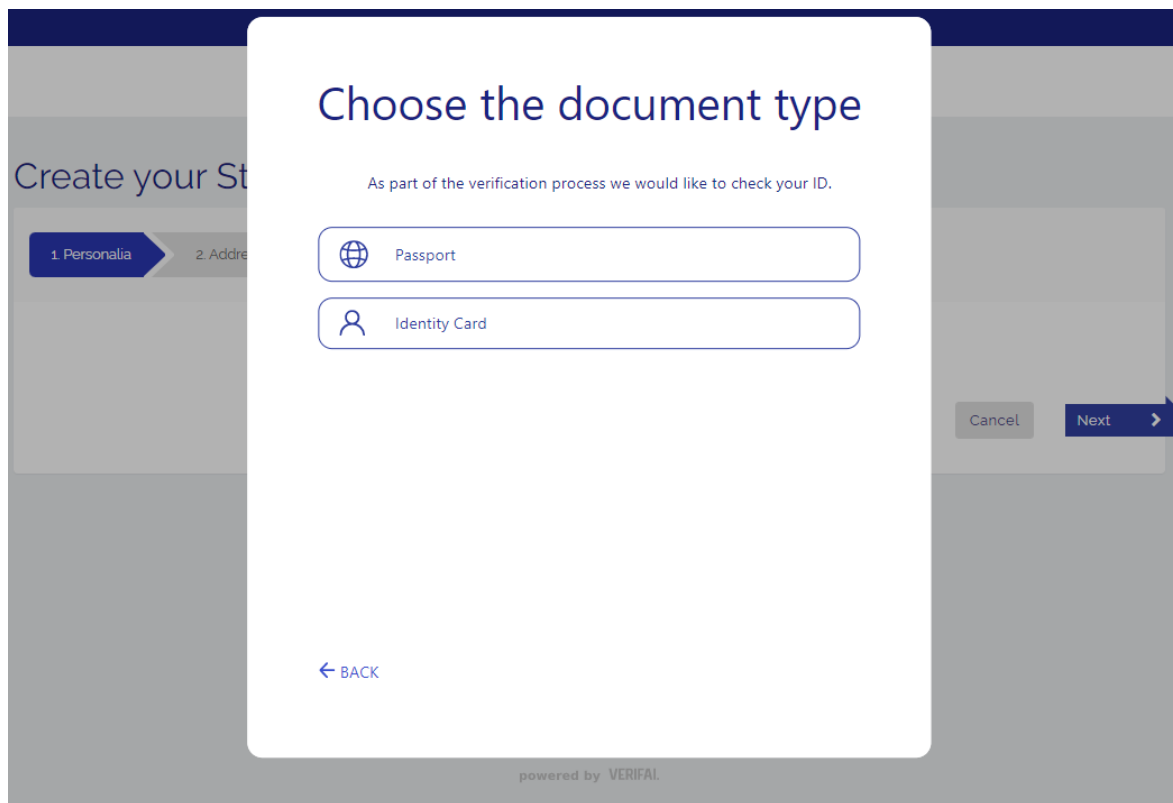 Choose the document type
Create your St
As part of the verification process we would like to check your ID.
1. Personalia
2. Addre
Passport
Identity Card
Cancel
Next
BACK
powered by VERIFAI.